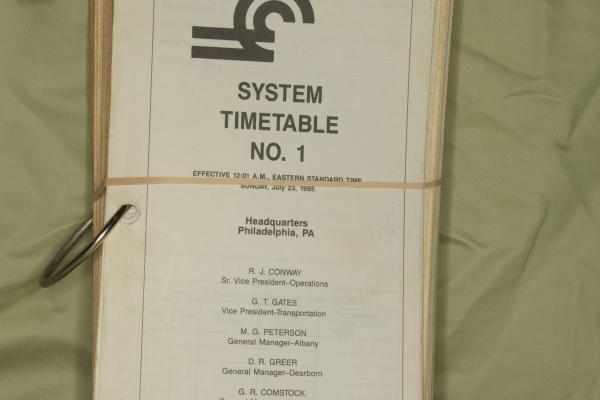 SYSTEM
TIMETABLE
NO. 1
EFFECTIVE 12:01 A.M., EASTERN STANDARD TIME
SUNDAY, July 23, 1995
Headquarters
Philadelphia, PA
R. J. CONWAY
Sr. Vice President–Operations
G. T. GATES
Vice President–Transportation
M. G. PETERSON
General Manager–Albany
D. R. GREER
General Manager–Dearborn
G. R. COMSTOCK